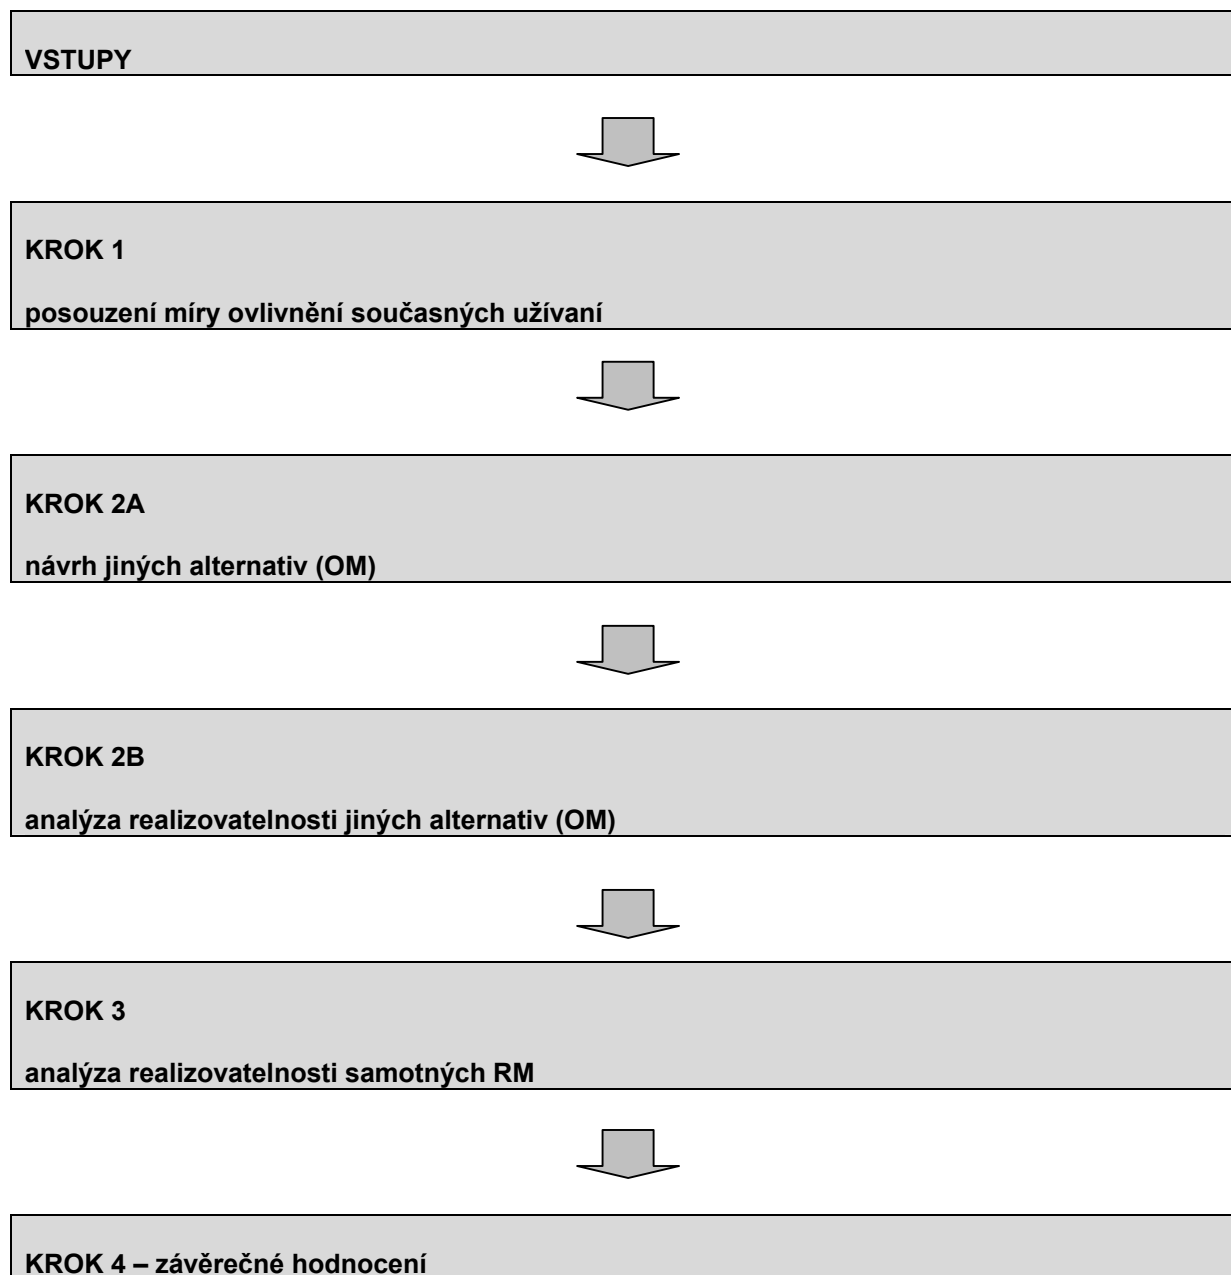 VSTUPY
KROK 1
posouzení míry ovlivnění současných užívaní
KROK 2A
návrh jiných alternativ (OM)
KROK 2B
analýza realizovatelnosti jiných alternativ (OM)
KROK 3
analýza realizovatelnosti samotných RM
KROK 4 – závěrečné hodnocení